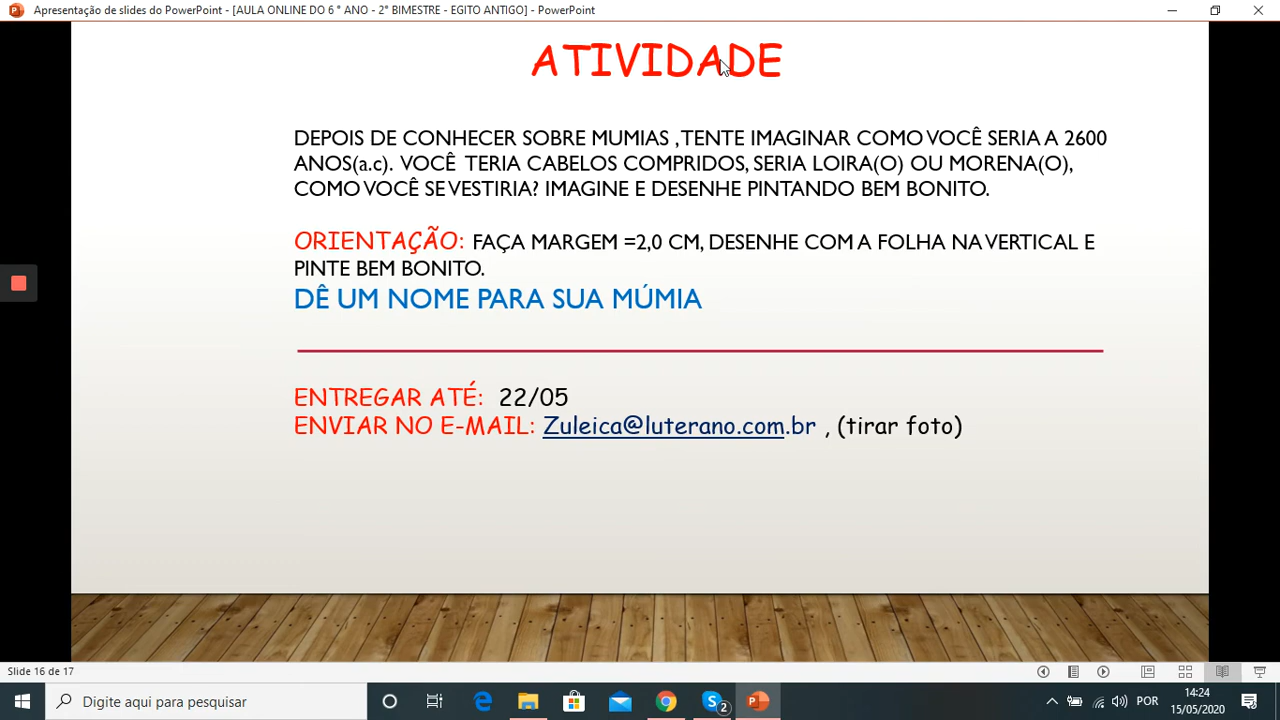 Apresentação de slides do PowerPoint - [AULA ONLINE DO 6 ° ANO - 2° BIMESTRE - EGITO ANTIGO] - PowerPoint
ATIVIDADE
DEPOIS DE CONHECER SOBRE MUMIAS ,TENTE IMAGINAR COMO VOCÊ SERIA A 2600
ANOS(a.c). VOCÊ TERIA CABELOS COMPRIDOS, SERIA LOIRA(O) OU MORENA(O),
COMO VOCÊ SE VESTIRIA? IMAGINE E DESENHE PINTANDO BEM BONITO.
ORIENTAÇÃO: FAÇA MARGEM =2,0 CM, DESENHE COM A FOLHA NA VERTICAL E
PINTE BEM BONITO.
DÊ UM NOME PARA SUA MÚMIA
ENTREGAR ATÉ: 22/05
ENVIAR NO E-MAIL: Zuleica@luterano.com.br , (tirar foto)
Slide 16 de 17
Digite aqui para pesquisar
2
POR
14:24
15/05/2020